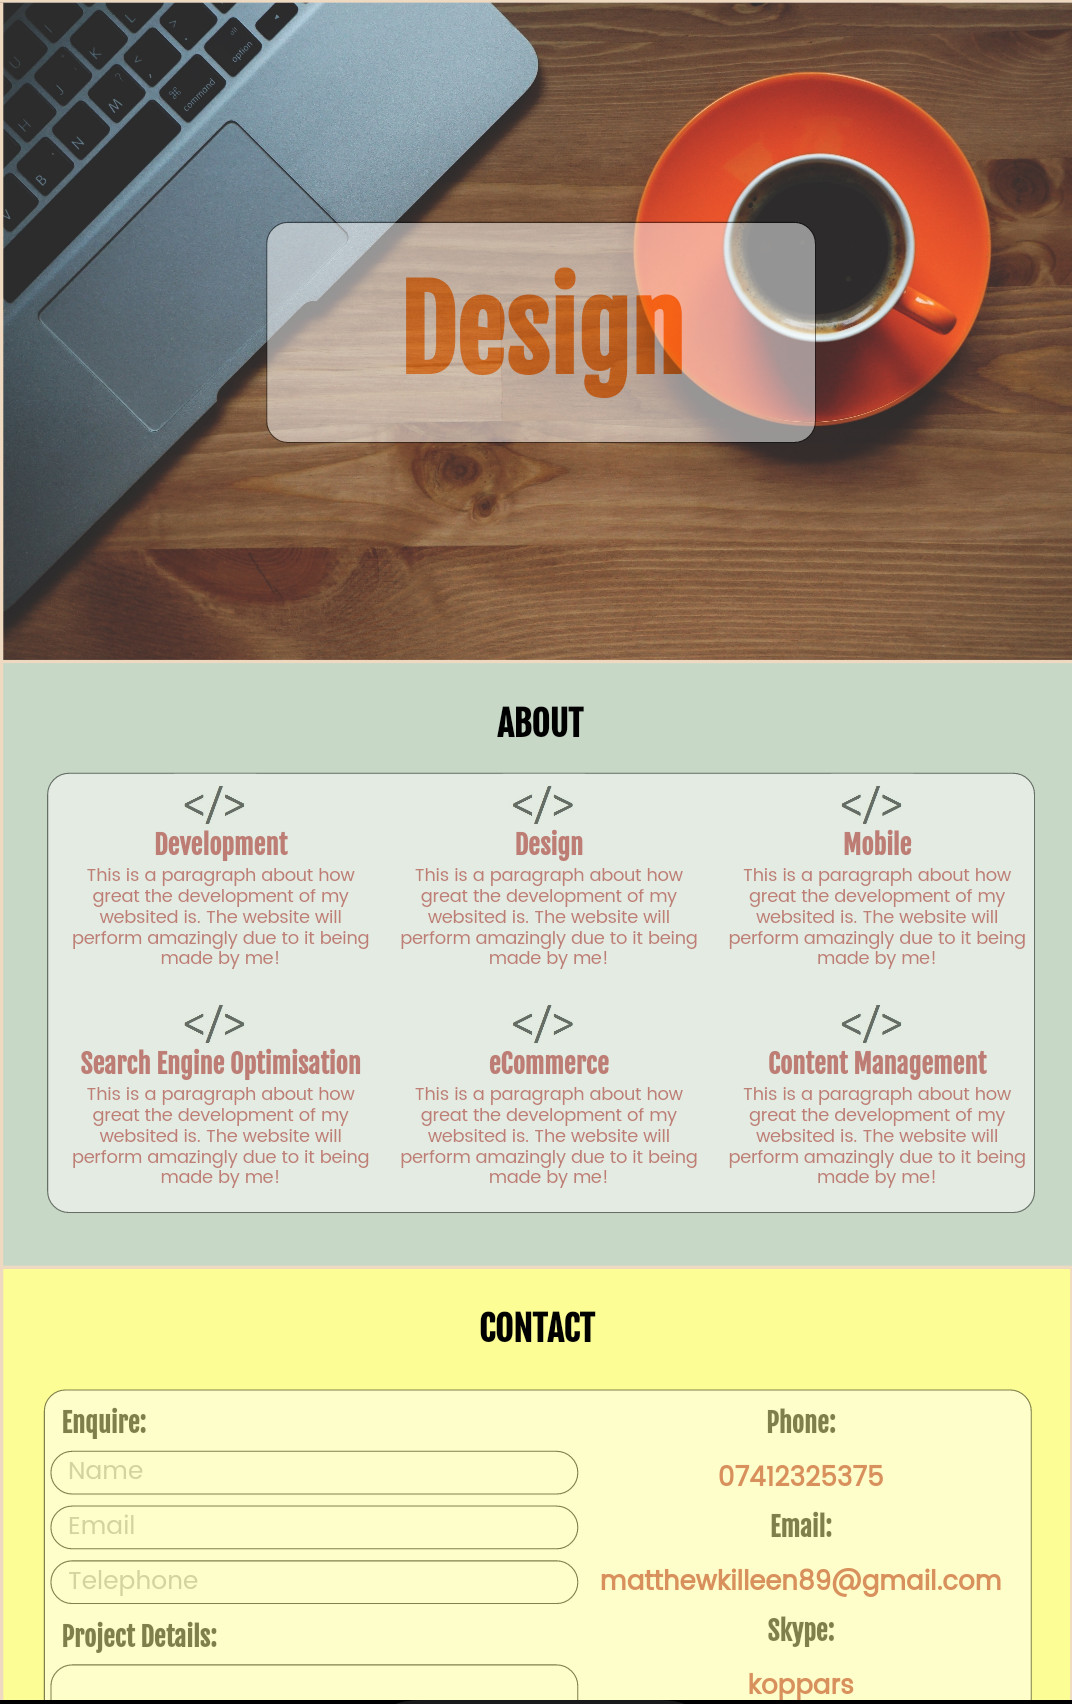 option
command
U
I
L
J
K
H
N
M
B
V
Design
ABOUT
</> </> </>
Development Design Mobile
This is a paragraph about how
great the development of my
websited is. The website will
perform amazingly due to it being
made by me!
This is a paragraph about how
great the development of my
websited is. The website will
perform amazingly due to it being
made by me!
This is a paragraph about how
great the development of my
websited is. The website will
perform amazingly due to it being
made by me!
</> </> </>
Search Engine Optimisation eCommerce Content Management
This is a paragraph about how
great the development of my
websited is. The website will
perform amazingly due to it being
made by me!
This is a paragraph about how
great the development of my
websited is. The website will
perform amazingly due to it being
made by me!
This is a paragraph about how
great the development of my
websited is. The website will
perform amazingly due to it being
made by me!
CONTACT
Enquire:
Name
Email
Telephone
Project Details:
Phone:
07412325375
Email:
matthewkilleen89@gmail.com
Skype:
koppars